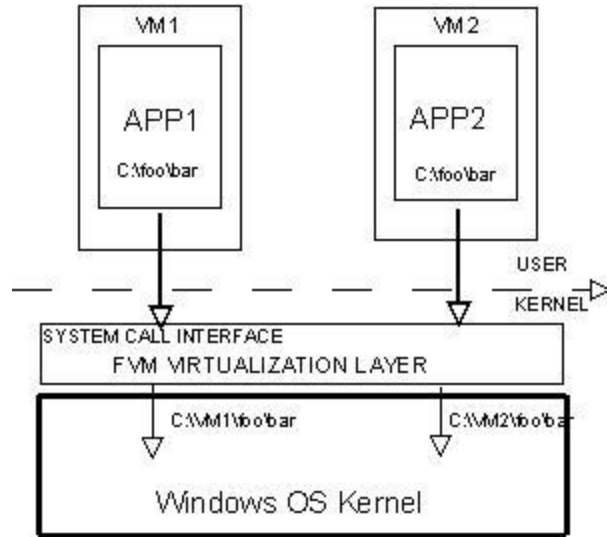 VM1
VM2
APP1
APP2
C:\foo\bar
C:\foo\bar
USER
KERNEL
SYSTEM CALL INTERFACE
FVM VIRTUALIZATION LAYER
C:\VM1\foo\bar
C:\VM2\foo\bar
Windows OS Kernel